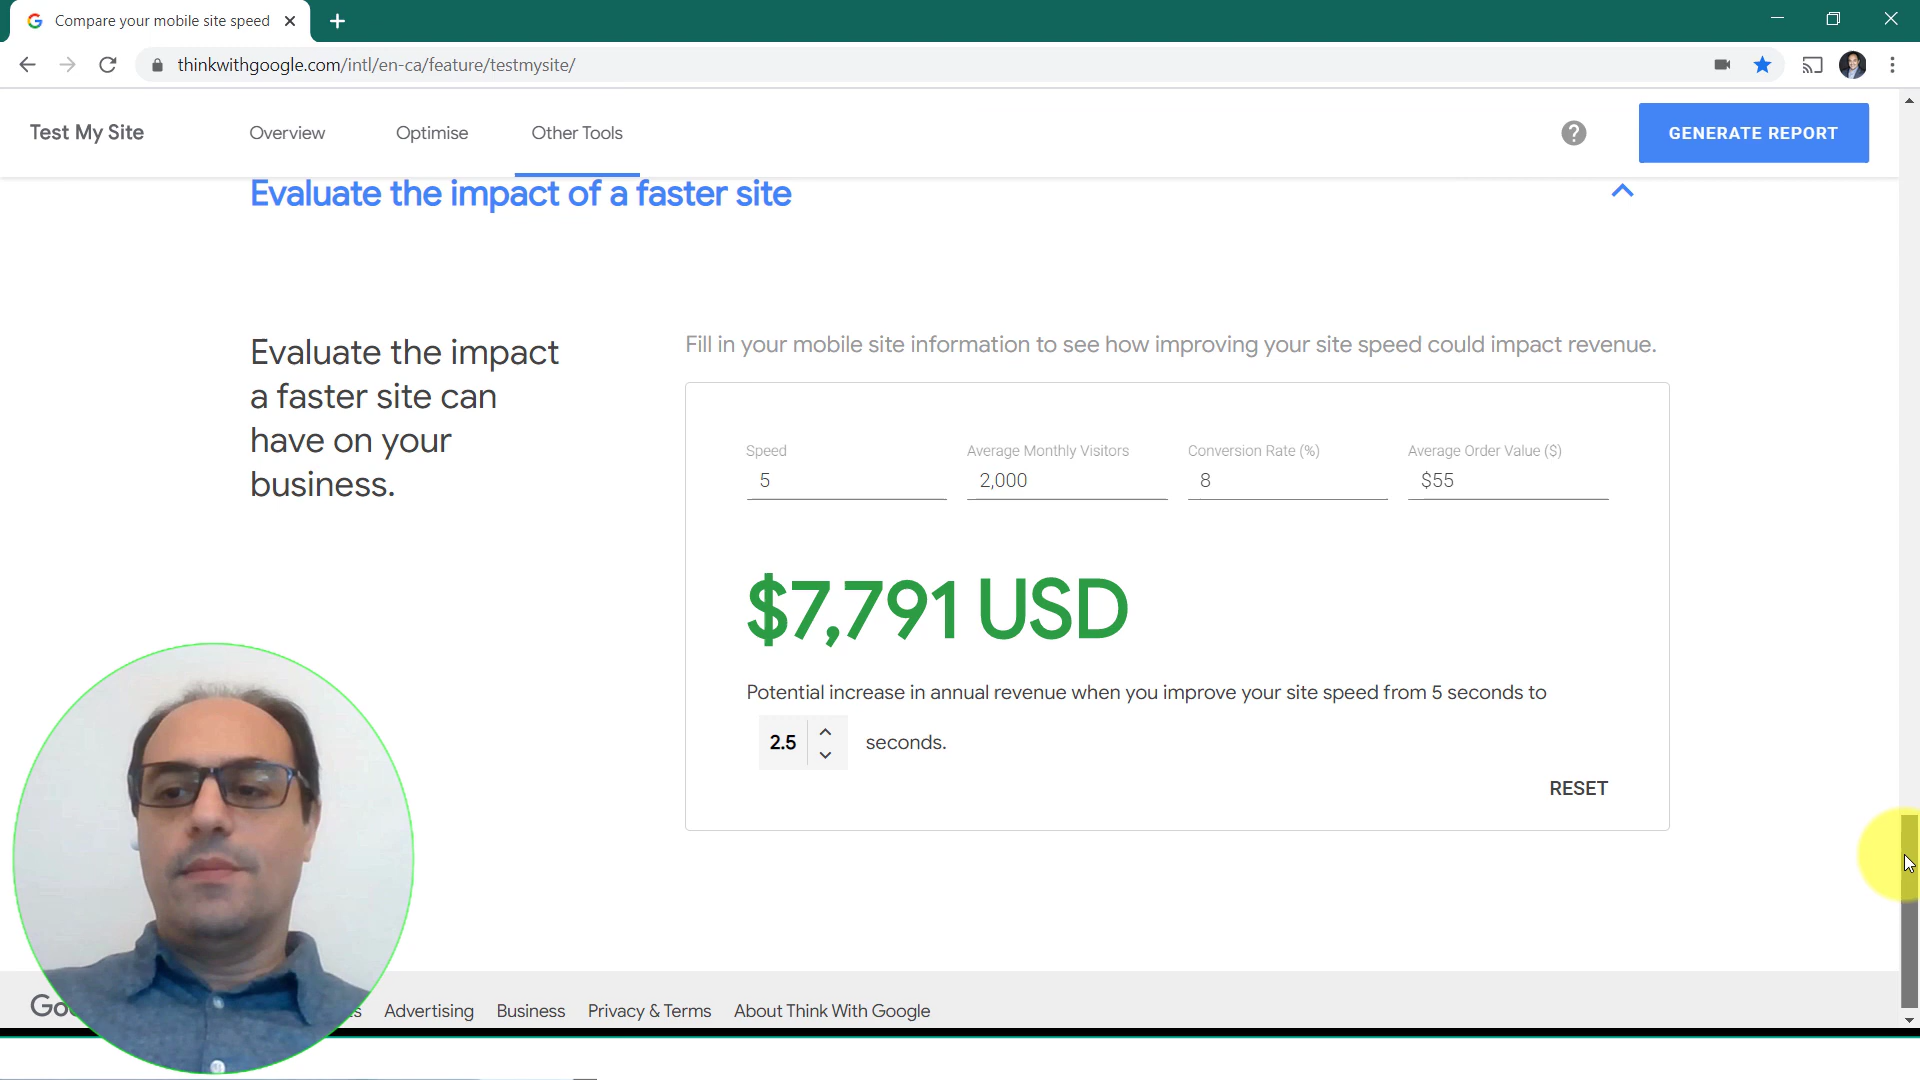 Compare your mobile site speed
thinkwithgoogle.com/intl/en-ca/feature/testmysite/
Test My Site
Overview
Optimise
Other Tools
GENERATE REPORT
Evaluate the impact of a faster site
Evaluate the impact
a faster site can
have on your
business.
Fill in your mobile site information to see how improving your site speed could impact revenue.
Speed
5
Average Monthly Visitors
2,000
Conversion Rate (%)
8
Average Order Value ($)
$55
$7,791 USD
Potential increase in annual revenue when you improve your site speed from 5 seconds to
2.5 seconds.
RESET
Advertising
Business
Privacy & Terms
About Think With Google